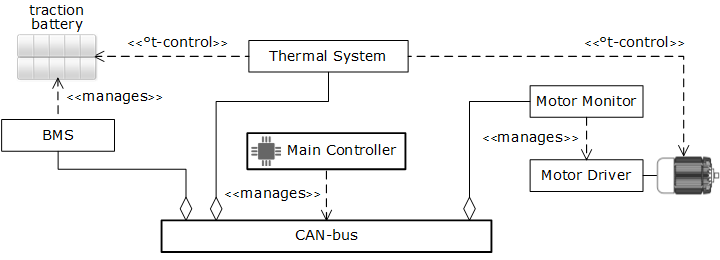 traction
battery
<<°t-control>>
Thermal System
<<°t-control>>
<<manages>>
Motor Monitor
BMS
<<manages>>
Main Controller
Motor Driver
<<manages>>
CAN-bus